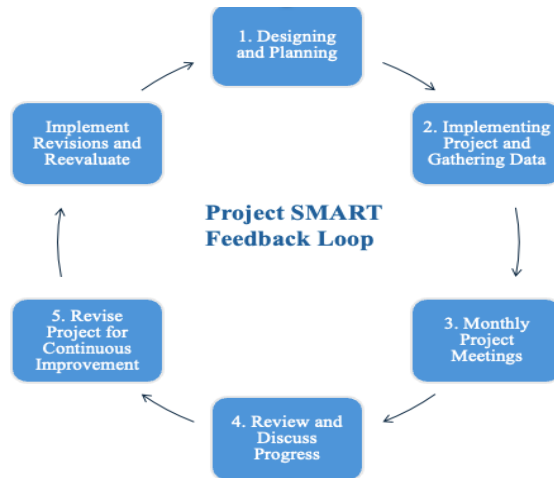 1. Designing
and Planning
2. Implementing
Project and
Gathering Data
3. Monthly
Project
Meetings
4. Review and
Discuss
Progress
5. Revise
Project for
Continuous
Improvement
Implement
Revisions and
Reevaluate
Project SMART
Feedback Loop